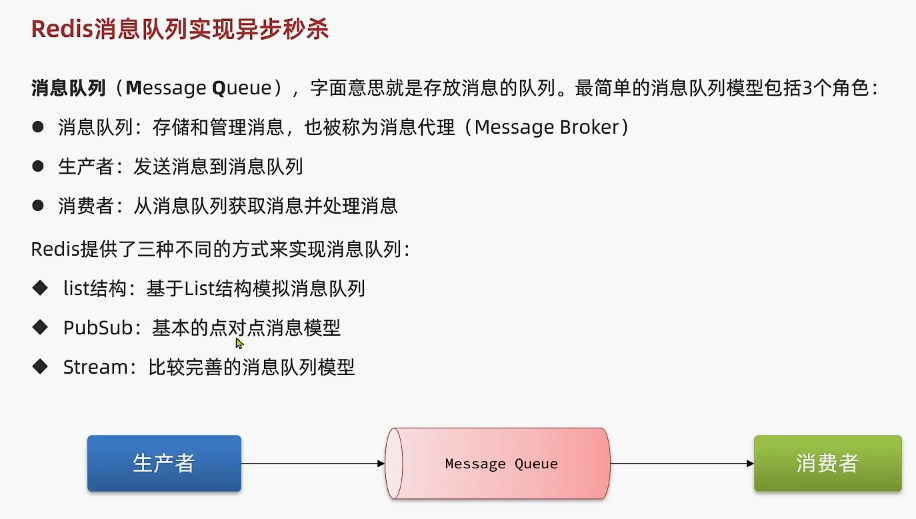 Redis消息队列实现异步秒杀
消息队列（Message Queue），字面意思就是存放消息的队列。最简单的消息队列模型包括3个角色：
● 消息队列：存储和管理消息，也被称为消息代理（Message Broker）
● 生产者：发送消息到消息队列
● 消费者：从消息队列获取消息并处理消息
Redis提供了三种不同的方式来实现消息队列：
◆ list结构：基于List结构模拟消息队列
◆ PubSub：基本的点对点消息模型
◆ Stream：比较完善的消息队列模型
生产者
Message Queue
消费者